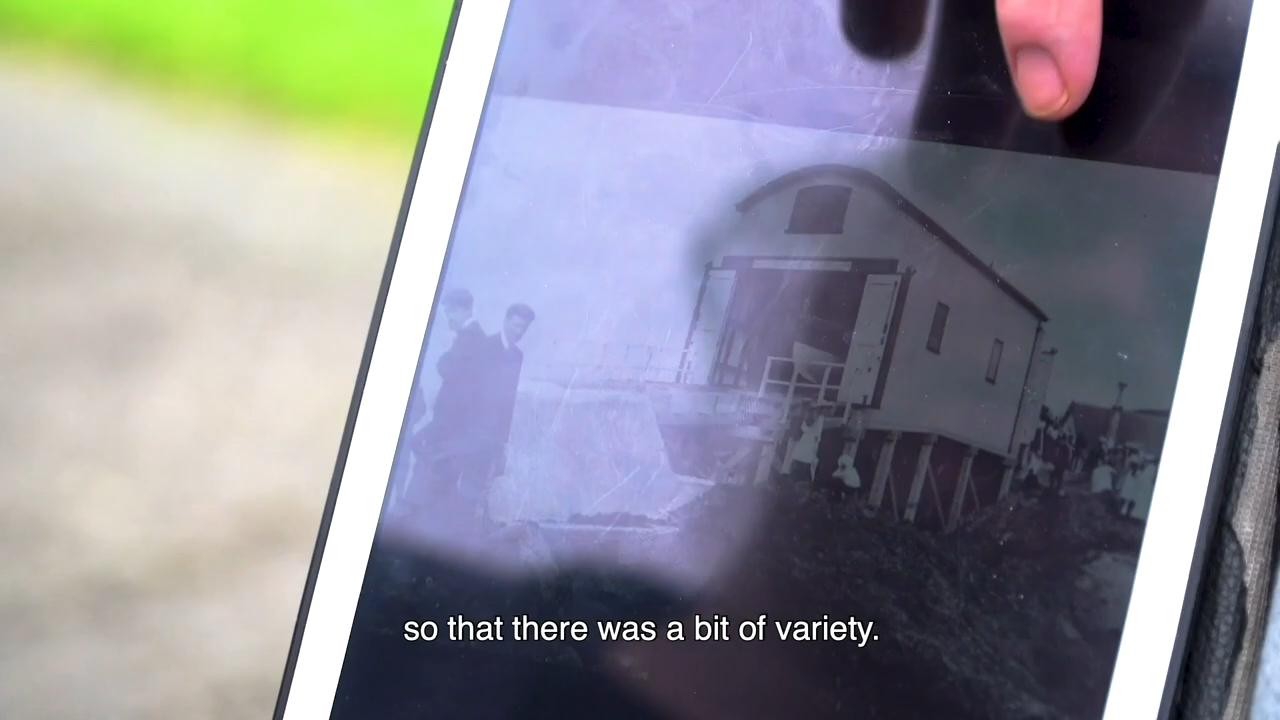 so that there was a bit of variety.